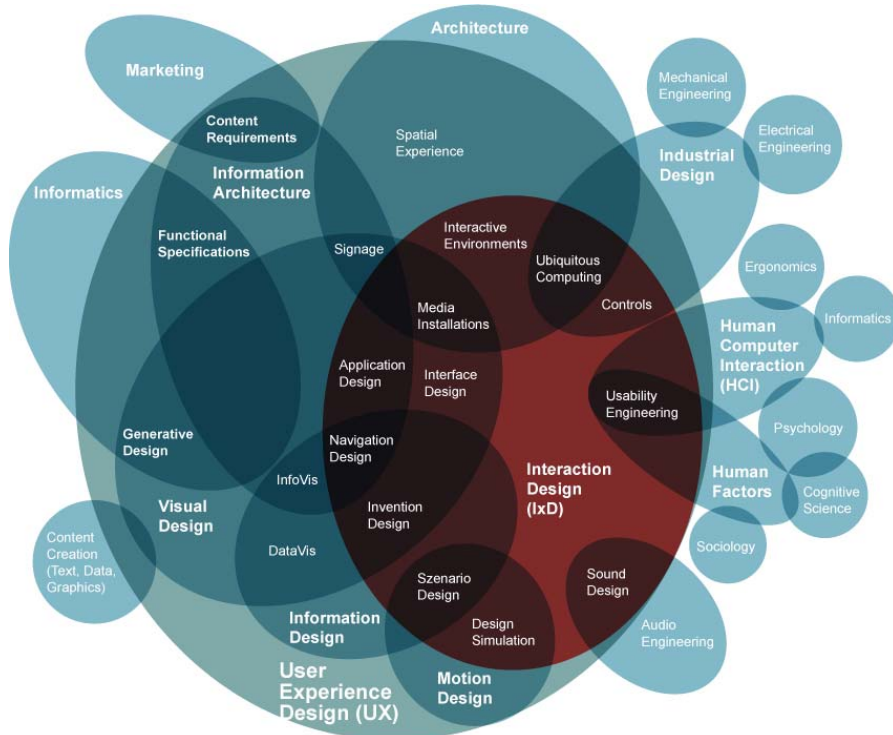 Architecture
Marketing
Mechanical
Engineering
Content
Requirements
Spatial
Experience
Electrical
Engineering
Industrial
Design
Information
Architecture
Informatics
Functional
Specifications
Signage
Interactive
Environments
Ubiquitous
Computing
Ergonomics
Controls
Media
Installations
Informatics
Human
Computer
Interaction
(HCI)
Application
Design
Interface
Design
Usability
Engineering
Psychology
Generative
Design
Navigation
Design
Interaction
Design
(IxD)
Human
Factors
InfoVis
Cognitive
Science
Visual
Design
Invention
Design
Content
Creation
(Text, Data,
Graphics)
DataVis
Sociology
Szenario
Design
Sound
Design
Information
Design
Design
Simulation
Audio
Engineering
User
Experience
Design (UX)
Motion
Design